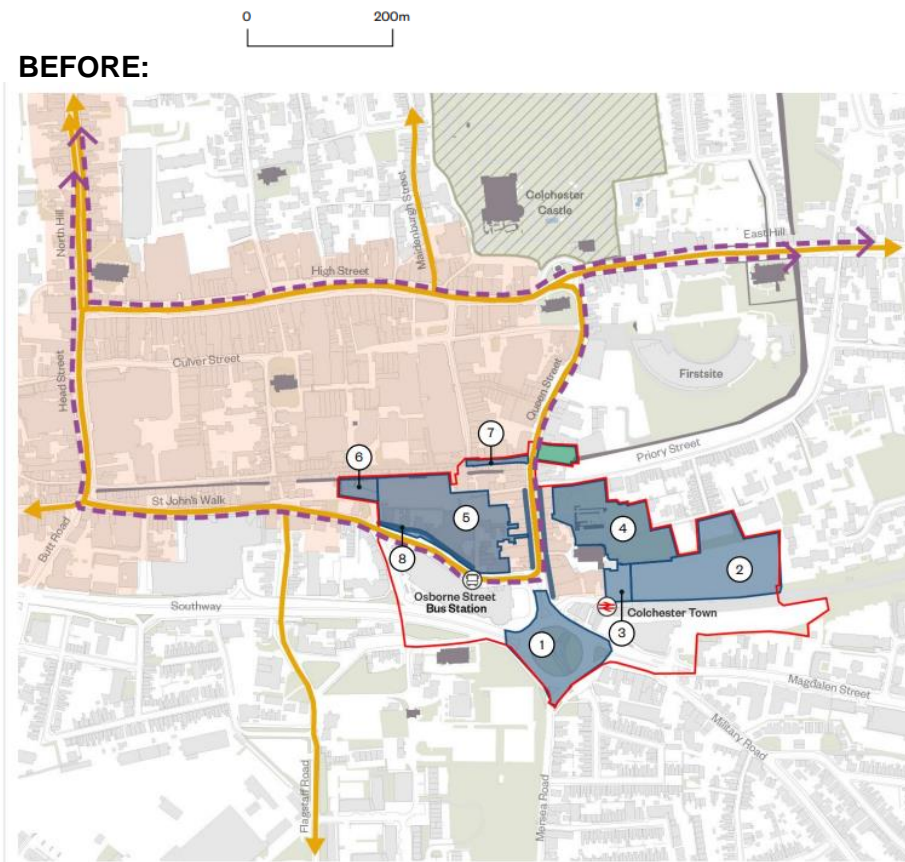 0 200m
BEFORE:
Colchester
Castle
North Hill
Maidenburgh Street
East Hill
High Street
Culver Street
Head Street
Queen Street
Firstsite
Priory Street
7
6
St John's Walk
5
4
Butt Road
8
2
Osborne Street
Bus Station
Southway
Colchester Town
3
1
Magdalen Street
Military Road
Flagstaff Road
Mersea Road